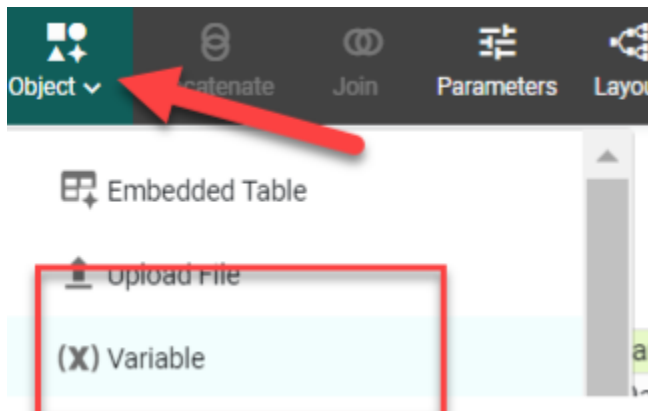 Object
catenate
Join
Parameters
Layou
Embedded Table
Upload File
(X) Variable
a